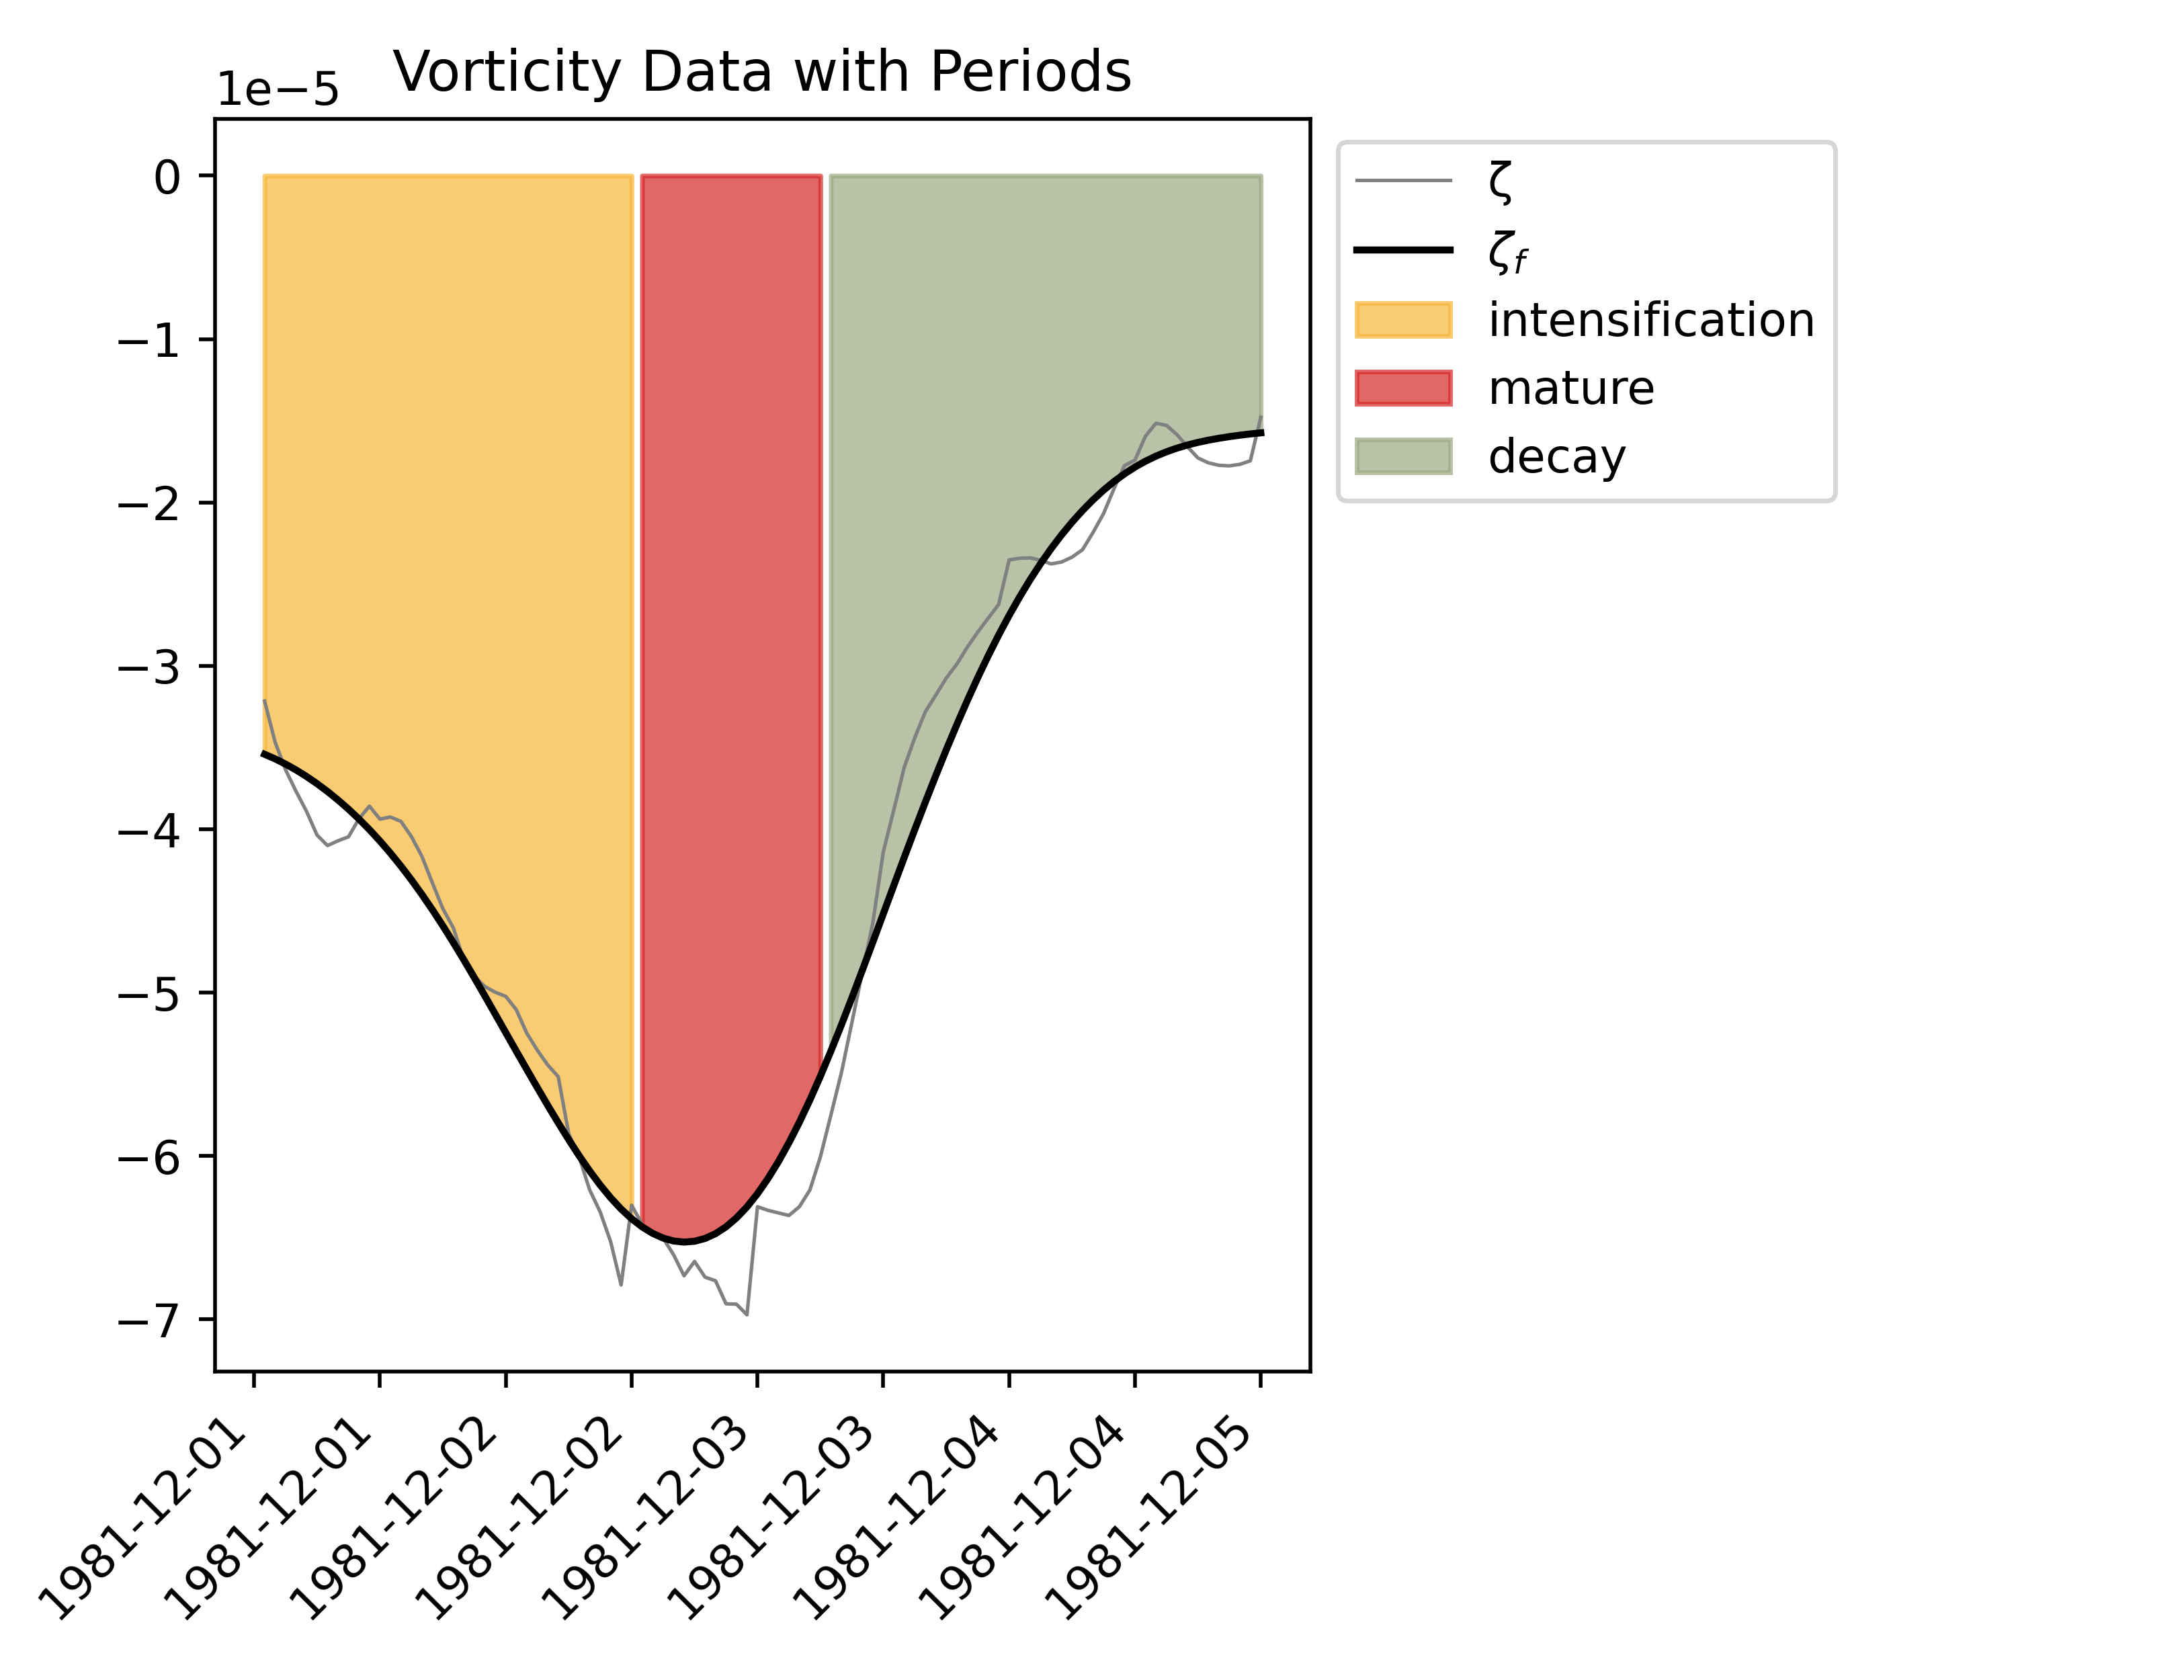 Vorticity Data with Periods
1e−5
0
−1
−2
−3
−4
−5
−6
−7
1981-12-01
1981-12-01
1981-12-02
1981-12-02
1981-12-03
1981-12-03
1981-12-04
1981-12-04
1981-12-05
ζ
ζf
intensification
mature
decay